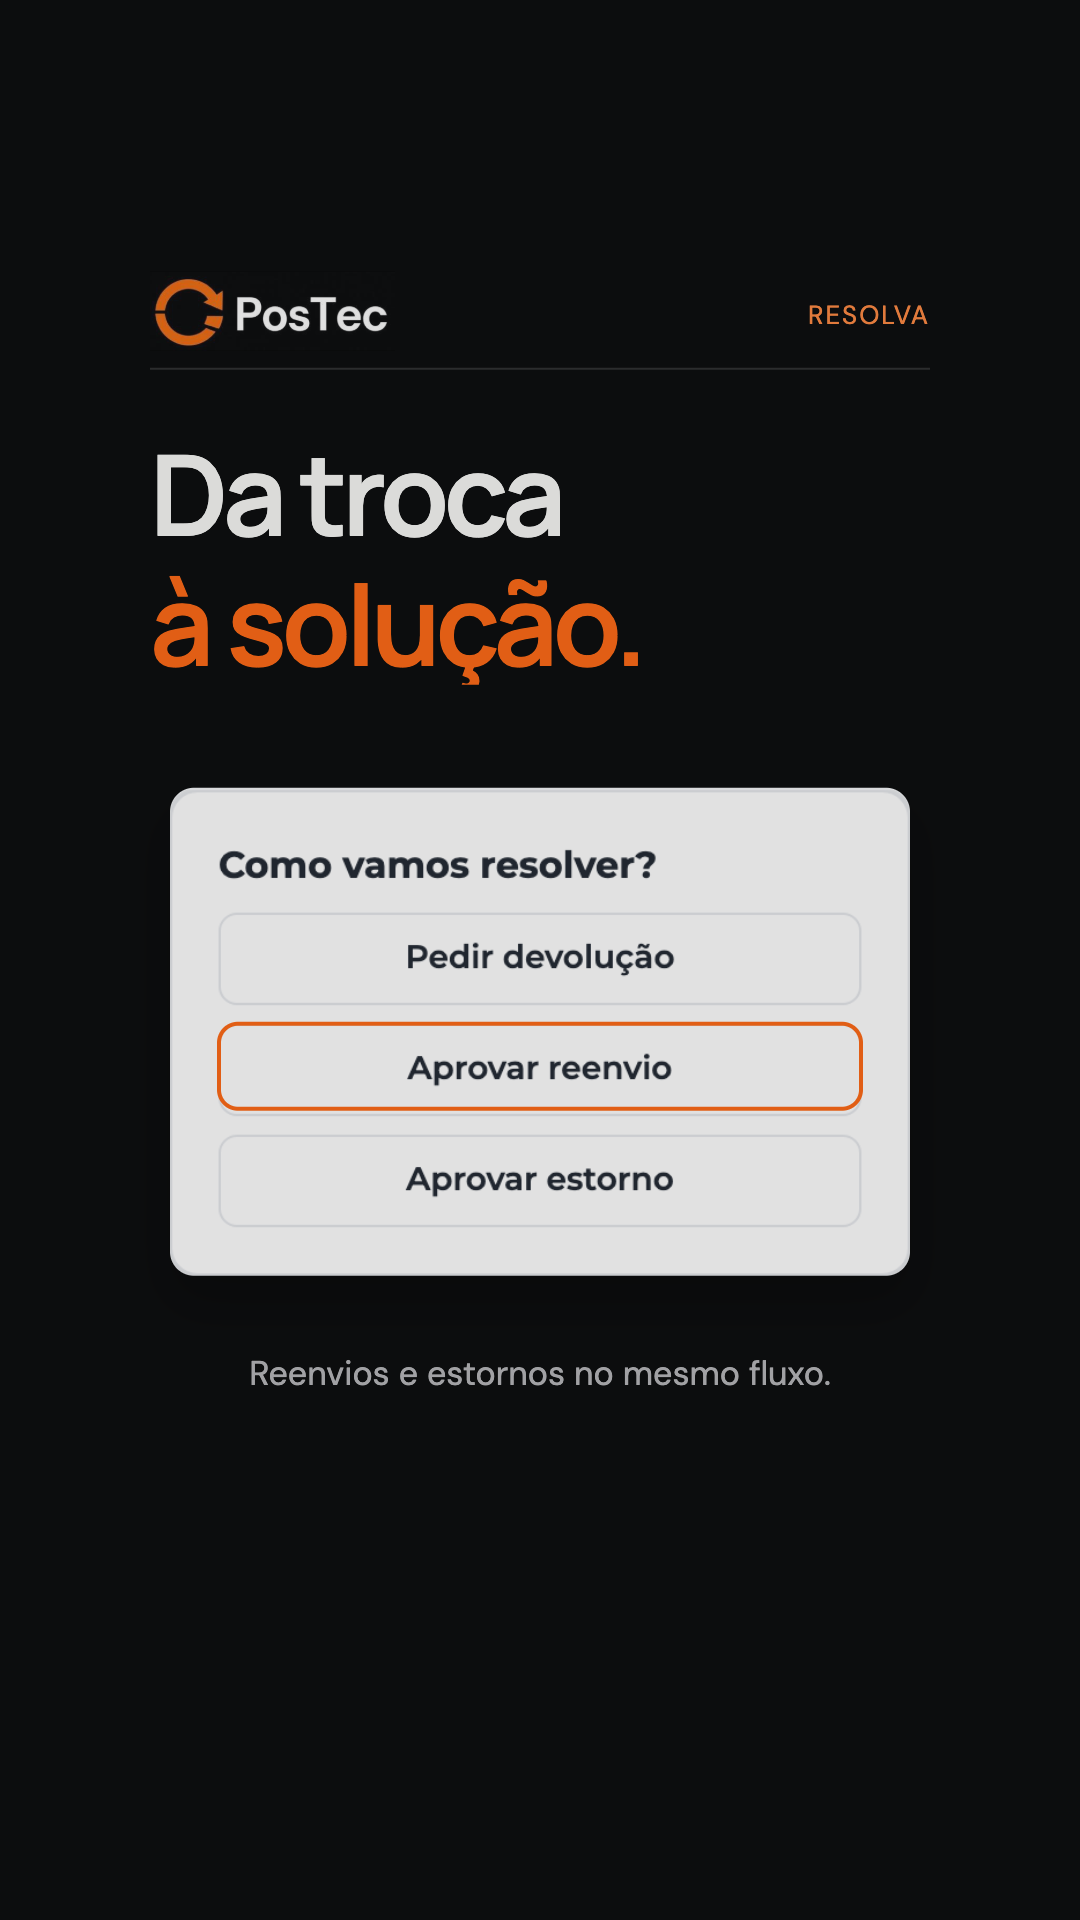 PosTec
RESOLVA
Da troca
à solução.
Como vamos resolver?
Pedir devolução
Aprovar reenvio
Aprovar estorno
Reenvios e estornos no mesmo fluxo.